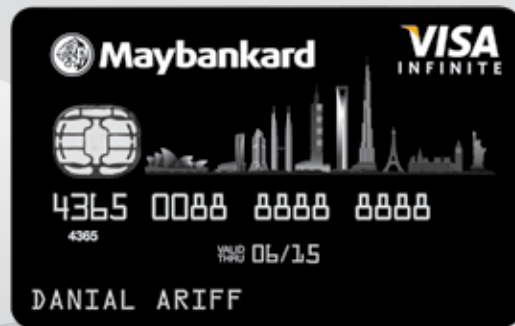 Maybankard
VISA
INFINITE
4365 0088 8888 8888
4365
VALID THRU 06/15
DANIAL ARIFF